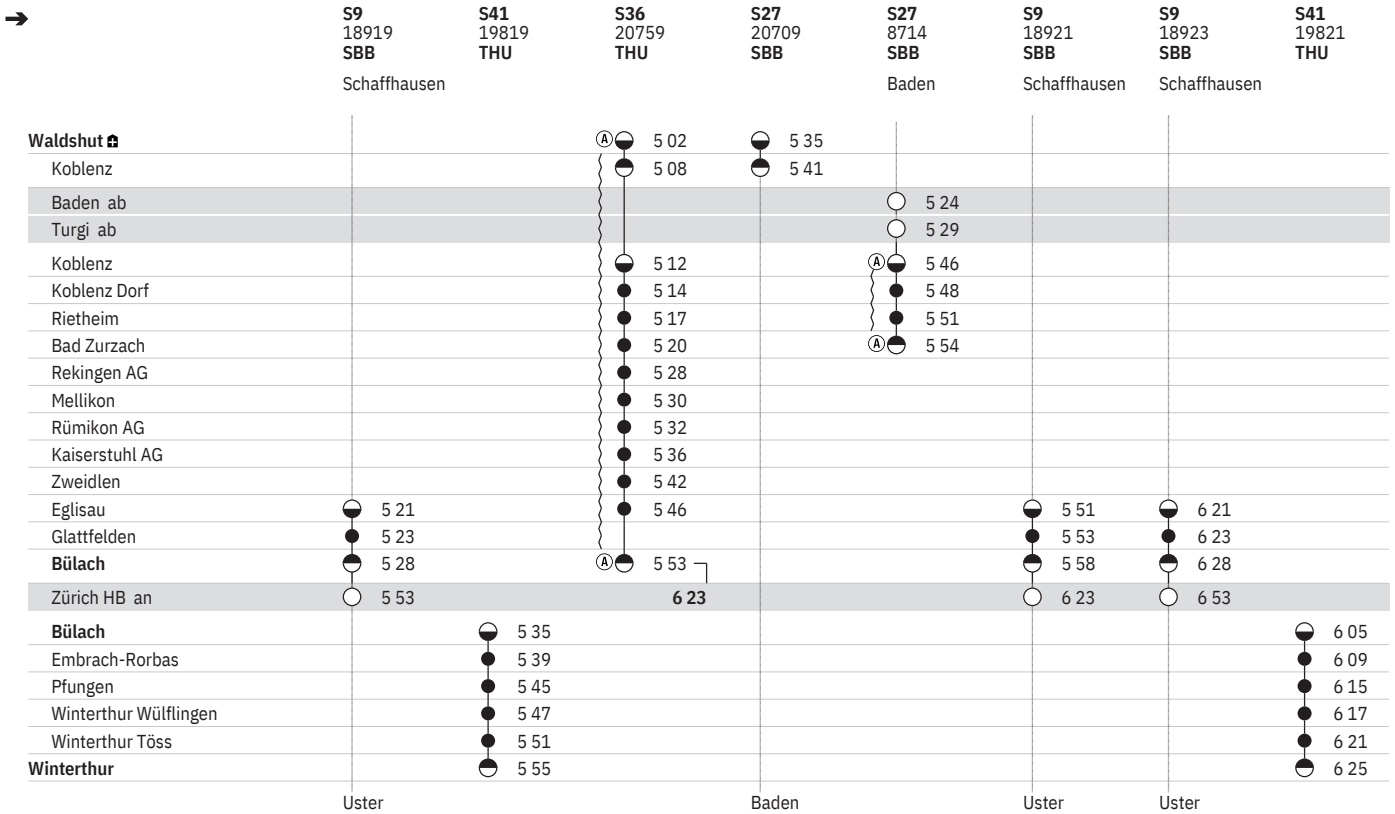 ➔ S9 S41 S36 S27 S27 S9 S9 S41
18919 19819 20759 20709 8714 18921 18923 19821
SBB THU THU SBB SBB SBB SBB THU
Schaffhausen Baden Schaffhausen Schaffhausen
Waldshut A 5 02 5 35
Koblenz 5 08 5 41
Baden ab 5 24
Turgi ab 5 29
Koblenz 5 12 A 5 46
Koblenz Dorf 5 14 5 48
Rietheim 5 17 5 51
Bad Zurzach 5 20 A 5 54
Rekingen AG 5 28
Mellikon 5 30
Rümikon AG 5 32
Kaiserstuhl AG 5 36
Zweidlen 5 42
Eglisau 5 21 5 46 5 51 6 21
Glattfelden 5 23 5 53 6 23
Bülach 5 28 A 5 53 5 58 6 28
Zürich HB an 5 53 6 23 6 23 6 53
Bülach 5 35 6 05
Embrach-Rorbas 5 39 6 09
Pfungen 5 45 6 15
Winterthur Wülflingen 5 47 6 17
Winterthur Töss 5 51 6 21
Winterthur 5 55 6 25
Uster Baden Uster Uster